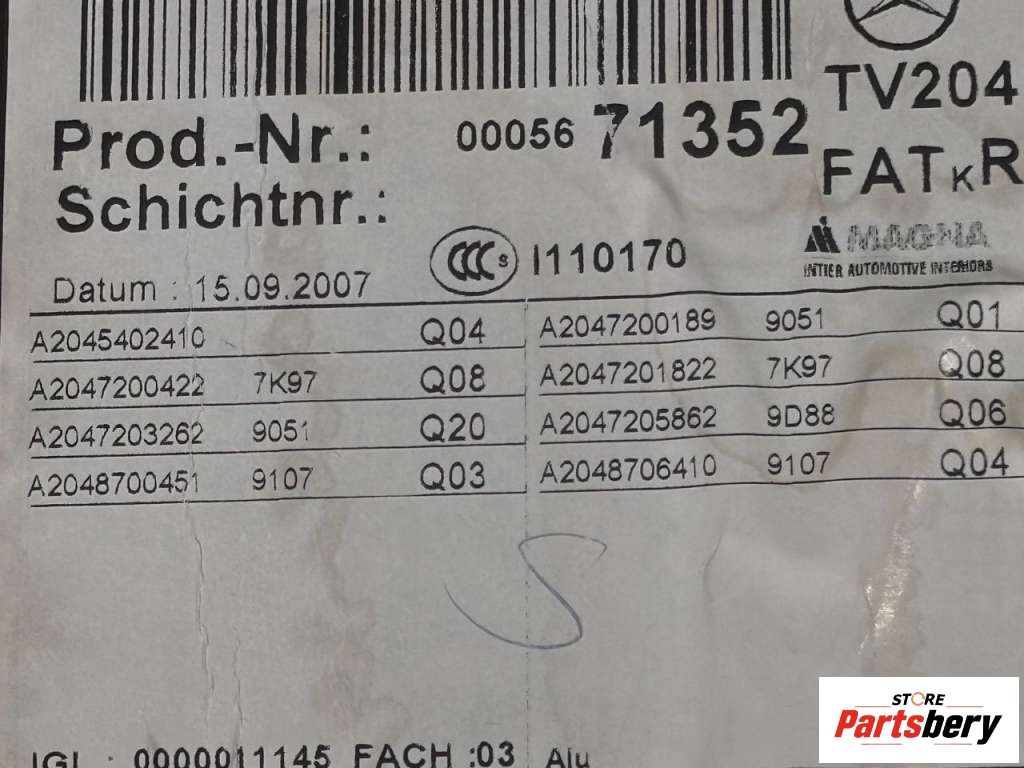 TV204
Prod.-Nr.: 00056 71352
FATKR
Schichtnr.:
MAGNA
INTIER AUTOMOTIVE INTERIORS
CCC S I110170
Datum : 15.09.2007
A2045402410 Q04
A2047200422 7K97 Q08
A2047203262 9051 Q20
A2048700451 9107 Q03
A2047200189 9051 Q01
A2047201822 7K97 Q08
A2047205862 9D88 Q06
A2048706410 9107 Q04
S
IGL : 0000011145 FACH :03 Alu
STORE
Partsbery